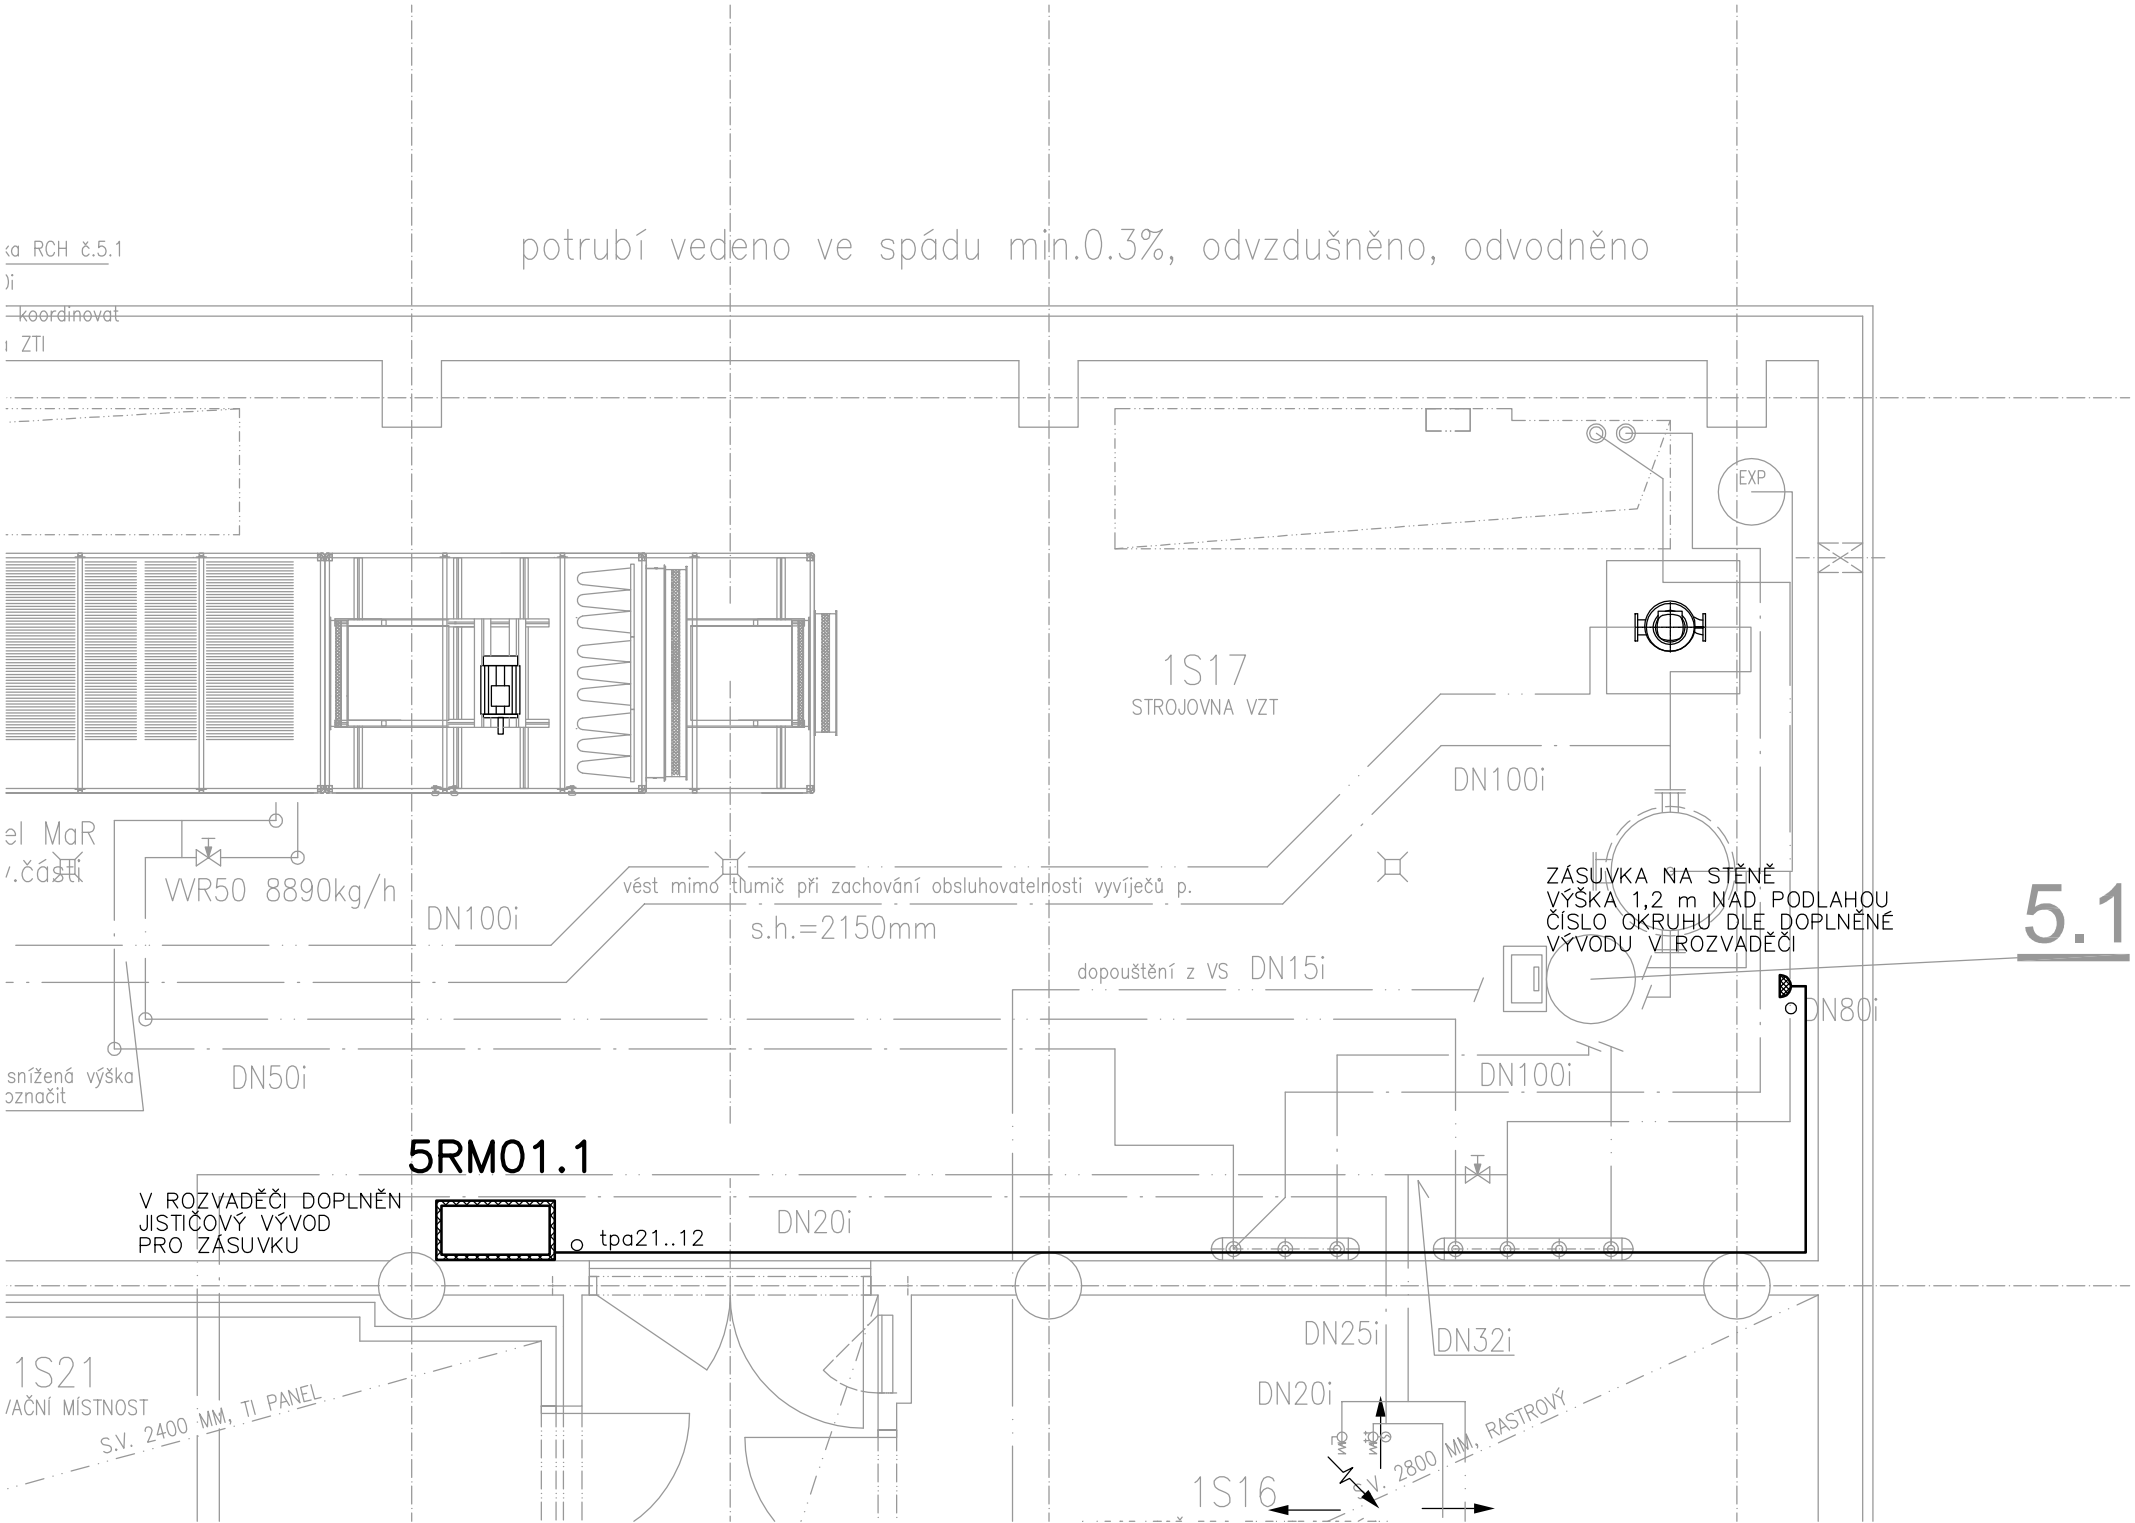 ka RCH č.5.1
potrubí vedeno ve spádu min.0.3%, odvzdušněno, odvodněno
koordinovat
ZTI
EXP
1S17
STROJOVNA VZT
DN100i
el MaR
v.části
VVR50 8890kg/h
DN100i
vést mimo tlumič při zachování obsluhovatelnosti vyvíječů p.
s.h.=2150mm
ZÁSUVKA NA STĚNĚ
VÝŠKA 1,2 m NAD PODLAHOU
ČÍSLO OKRUHU DLE DOPLNĚNÉ
VÝVODU V ROZVADĚČI
5.1
dopouštění z VS DN15i
DN80i
snížená výška
označit
DN50i
DN100i
5RM01.1
V ROZVADĚČI DOPLNĚN
JISTIČOVÝ VÝVOD
PRO ZÁSUVKU
tpa21..12
DN20i
DN25i
DN32i
1S21
VAČNÍ MÍSTNOST
S.V. 2400 MM, TI PANEL
DN20i
S.V. 2800 MM, RASTROVÝ
1S16